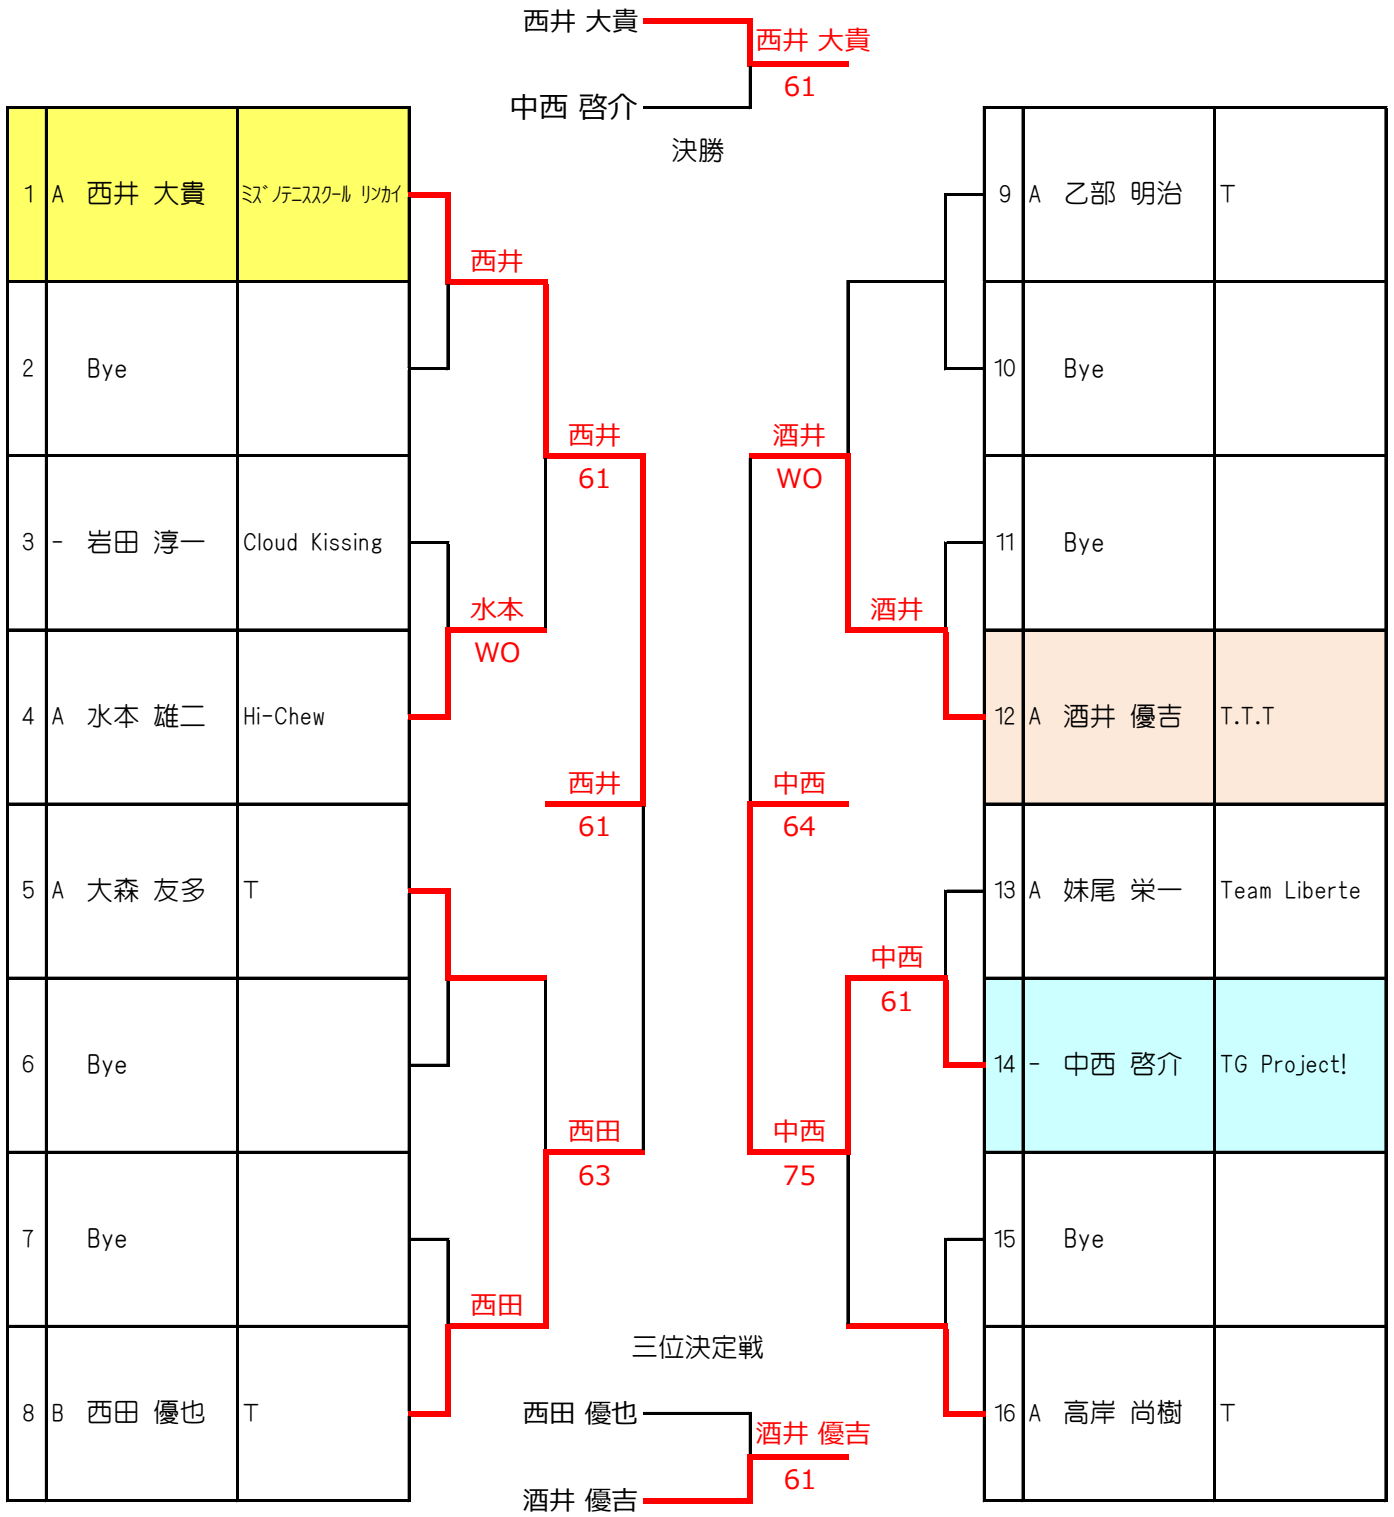 西井 大貴
西井 大貴
61
中西 啓介
決勝
1 A 西井 大貴 ミズノテニススクール リンカイ
西井
2 Bye
西井
61
3 - 岩田 淳一 Cloud Kissing
水本
WO
4 A 水本 雄二 Hi-Chew
西井
61
5 A 大森 友多 T
6 Bye
西田
63
7 Bye
西田
8 B 西田 優也 T
9 A 乙部 明治 T
10 Bye
酒井
WO
11 Bye
酒井
12 A 酒井 優吉 T.T.T
中西
64
13 A 妹尾 栄一 Team Liberte
中西
61
14 - 中西 啓介 TG Project!
中西
75
15 Bye
16 A 高岸 尚樹 T
三位決定戦
西田 優也
酒井 優吉
61
酒井 優吉